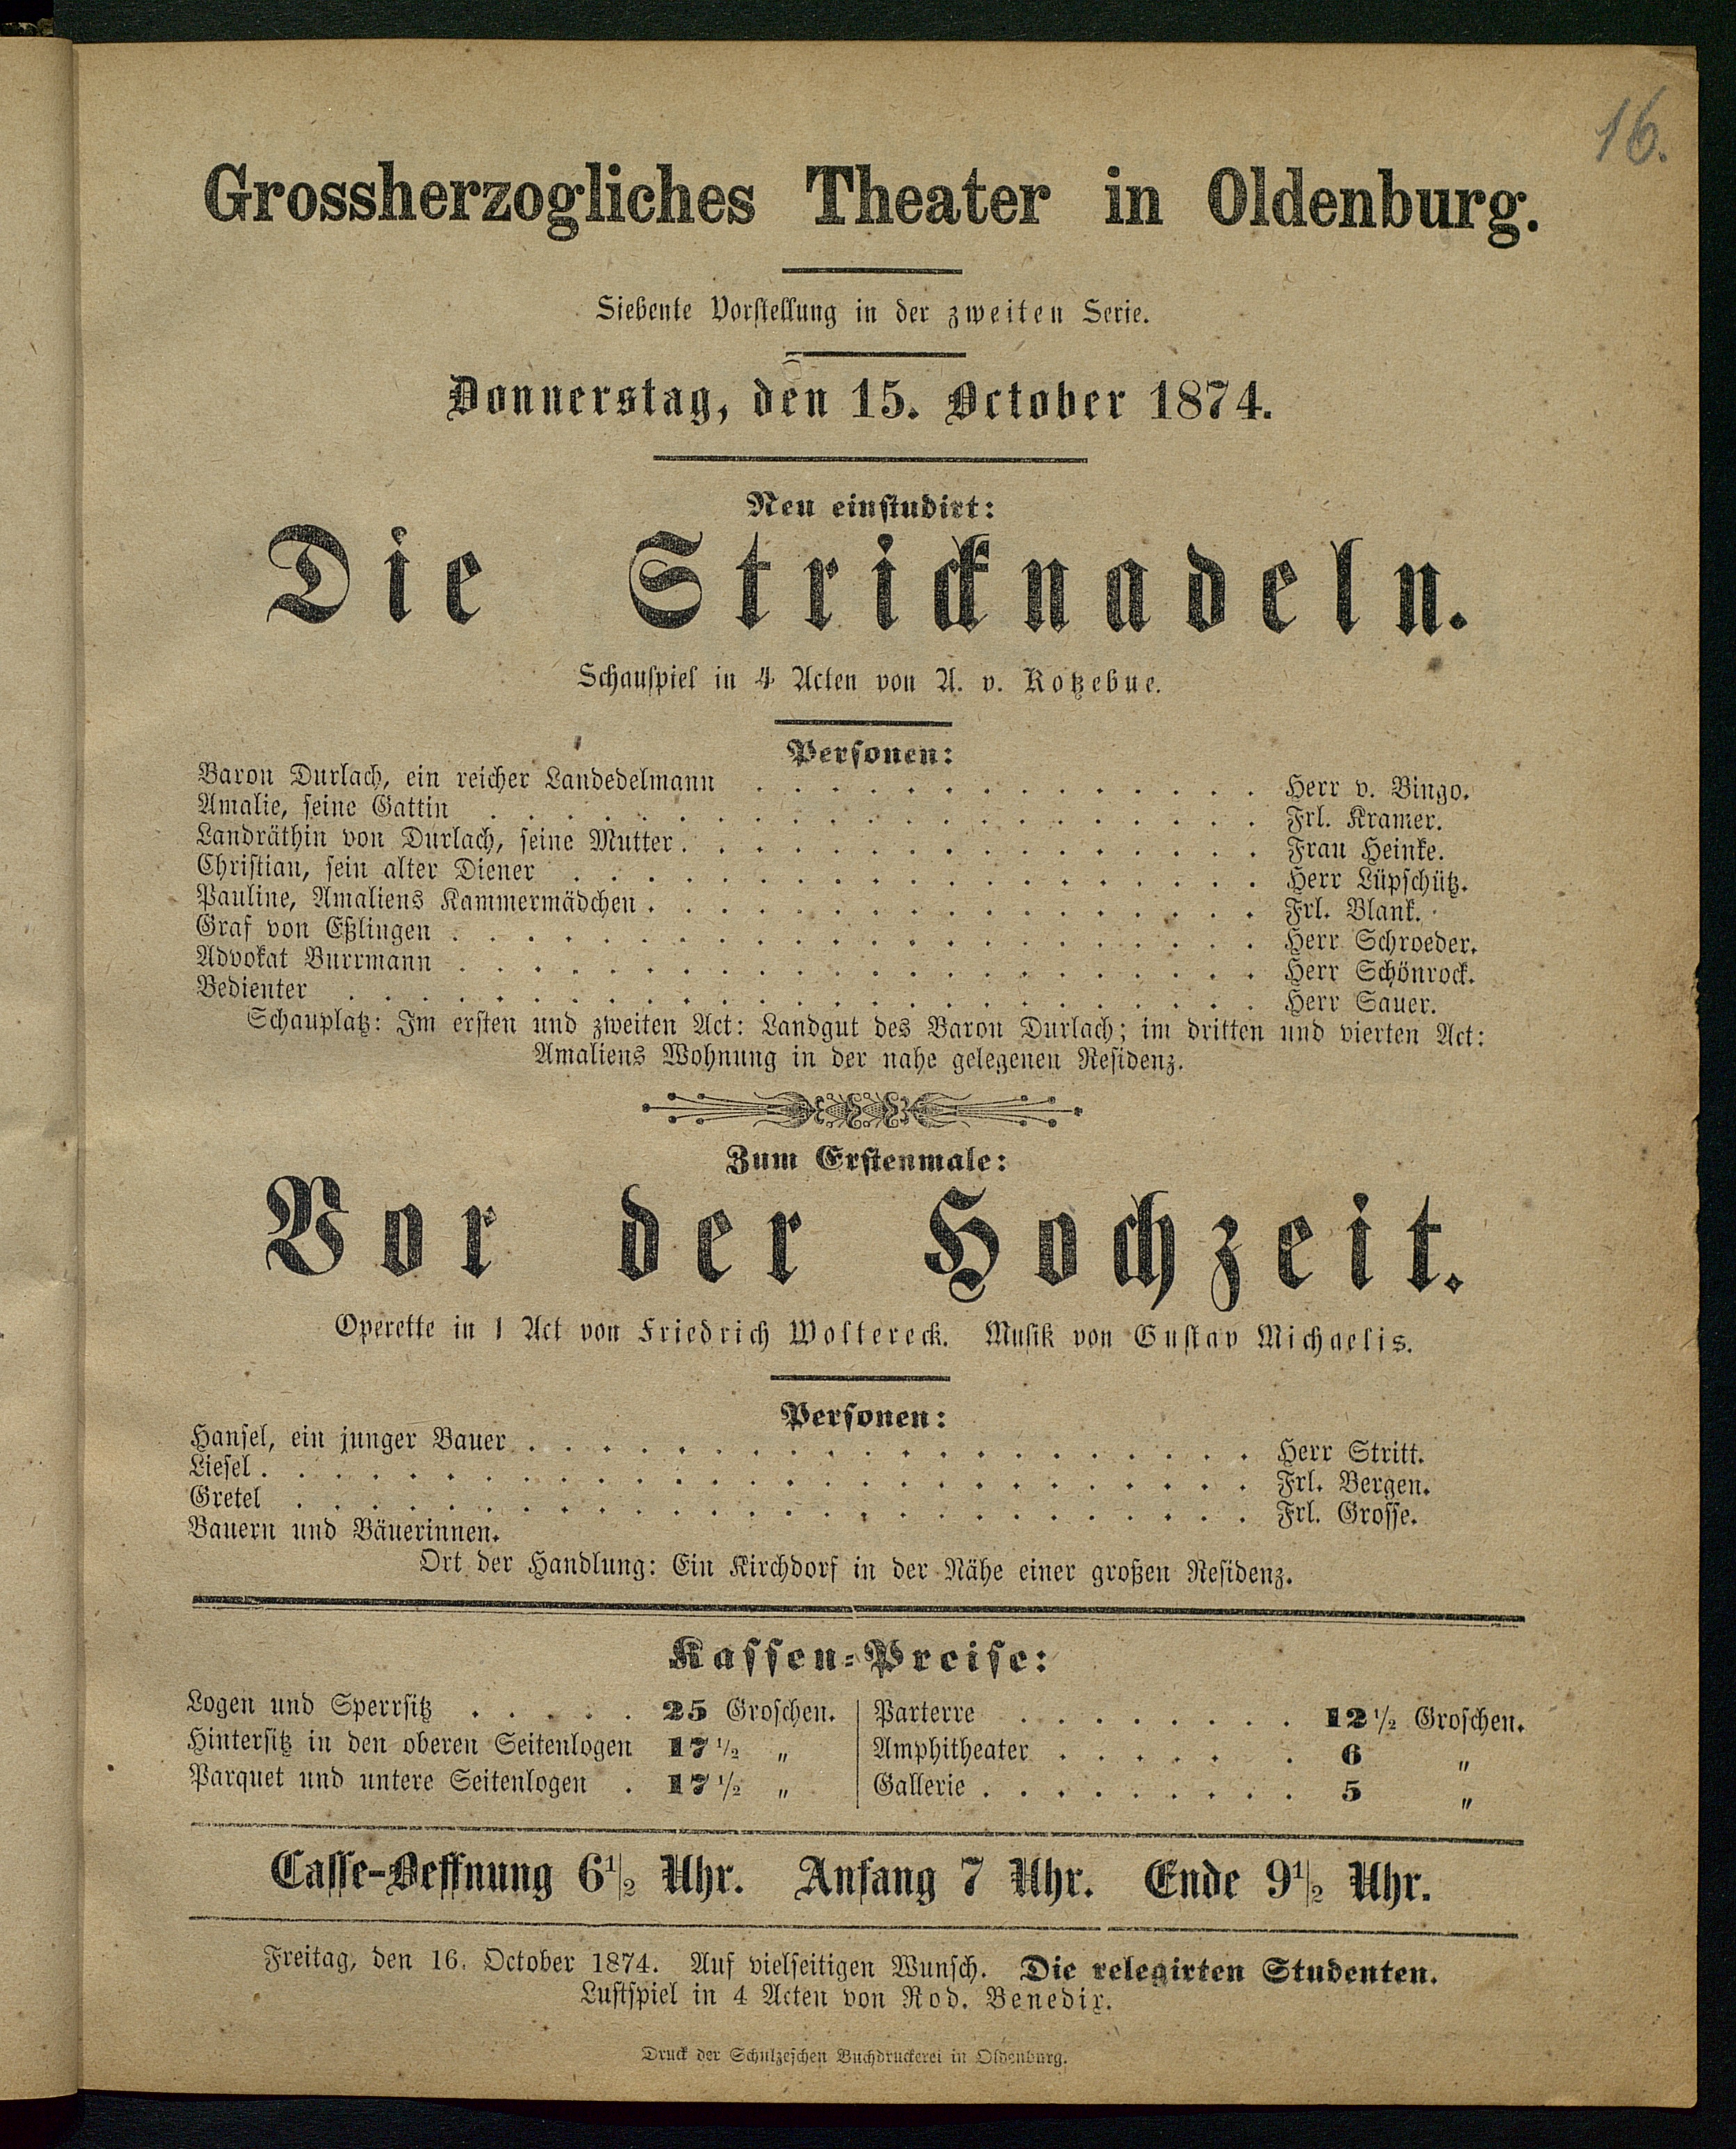 16.
Grossherzogliches Theater in Oldenburg.
Siebente Vorstellung in der zweiten Serie.
Donnerstag, den 15. October 1874.
Neu einstudirt:
Die Stricknadeln.
Schauspiel in 4 Acten von A. v. Kotzebue.
Personen:
Baron Durlach, ein reicher Landedelmann . . . . . . . . . . . . . . Herr v. Bingo.
Amalie, seine Gattin . . . . . . . . . . . . . . . . . . . . . Frl. Kramer.
Landräthin von Durlach, seine Mutter . . . . . . . . . . . . . . . . Frau Heinke.
Christian, sein alter Diener . . . . . . . . . . . . . . . . . . . Herr Lüpschütz.
Pauline, Amaliens Kammermädchen . . . . . . . . . . . . . . . . . Frl. Blank.
Graf von Eßlingen . . . . . . . . . . . . . . . . . . . . . . Herr Schroeder.
Advokat Burrmann . . . . . . . . . . . . . . . . . . . . . . Herr Schönrock.
Bedienter . . . . . . . . . . . . . . . . . . . . . . . . . Herr Sauer.
Schauplatz: Im ersten und zweiten Act: Landgut des Baron Durlach; im dritten und vierten Act:
Amaliens Wohnung in der nahe gelegenen Residenz.
Zum Erstenmale:
Vor der Hochzeit.
Operette in 1 Act von Friedrich Woltereck. Musik von Gustav Michaelis.
Personen:
Hansel, ein junger Bauer . . . . . . . . . . . . . . . . . . . . Herr Stritt.
Liesel . . . . . . . . . . . . . . . . . . . . . . . . . . . Frl. Bergen.
Gretel . . . . . . . . . . . . . . . . . . . . . . . . . . Frl. Grosse.
Bauern und Bäuerinnen.
Ort der Handlung: Ein Kirchdorf in der Nähe einer großen Residenz.
Kassen-Preise:
Logen und Sperrsitz . . . . . 25 Groschen.
Hintersitz in den oberen Seitenlogen 17 1/2 „
Parquet und untere Seitenlogen . 17 1/2 „
Parterre . . . . . . . . 12 1/2 Groschen.
Amphitheater . . . . . . 6 „
Gallerie . . . . . . . . . 5 „
Casse-Oeffnung 6 1/2 Uhr. Anfang 7 Uhr. Ende 9 1/2 Uhr.
Freitag, den 16. October 1874. Auf vielseitigen Wunsch. Die relegirten Studenten.
Lustspiel in 4 Acten von Rod. Benedix.
Druck der Schulzeschen Buchdruckerei in Oldenburg.